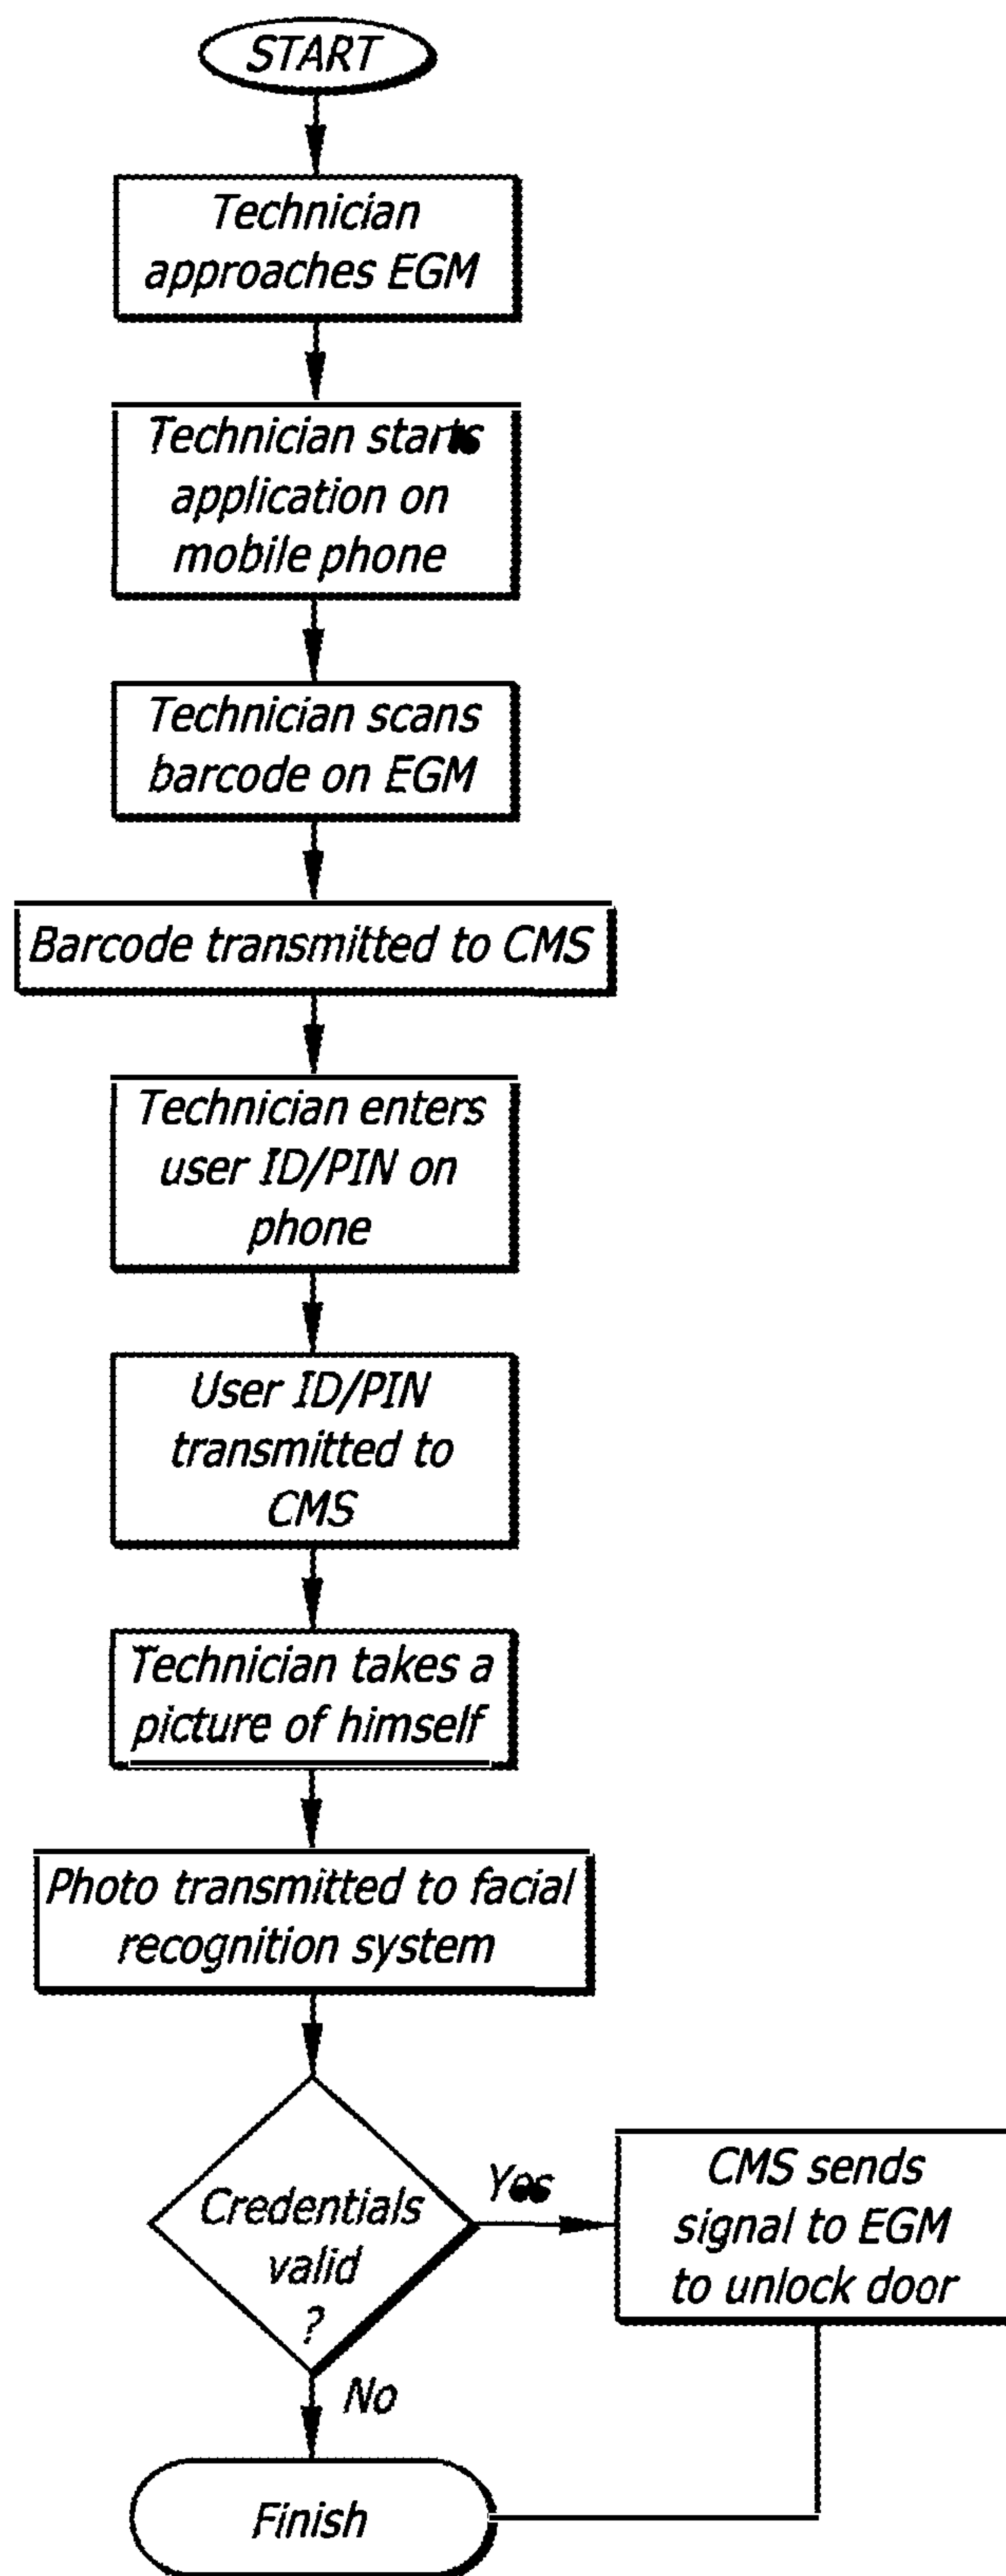 START
Technician
approaches EGM
Technician starts
application on
mobile phone
Technician scans
barcode on EGM
Barcode transmitted to CMS
Technician enters
user ID/PIN on
phone
User ID/PIN
transmitted to
CMS
Technician takes a
picture of himself
Photo transmitted to facial
recognition system
Credentials
valid
?
Yes
CMS sends
signal to EGM
to unlock door
No
Finish